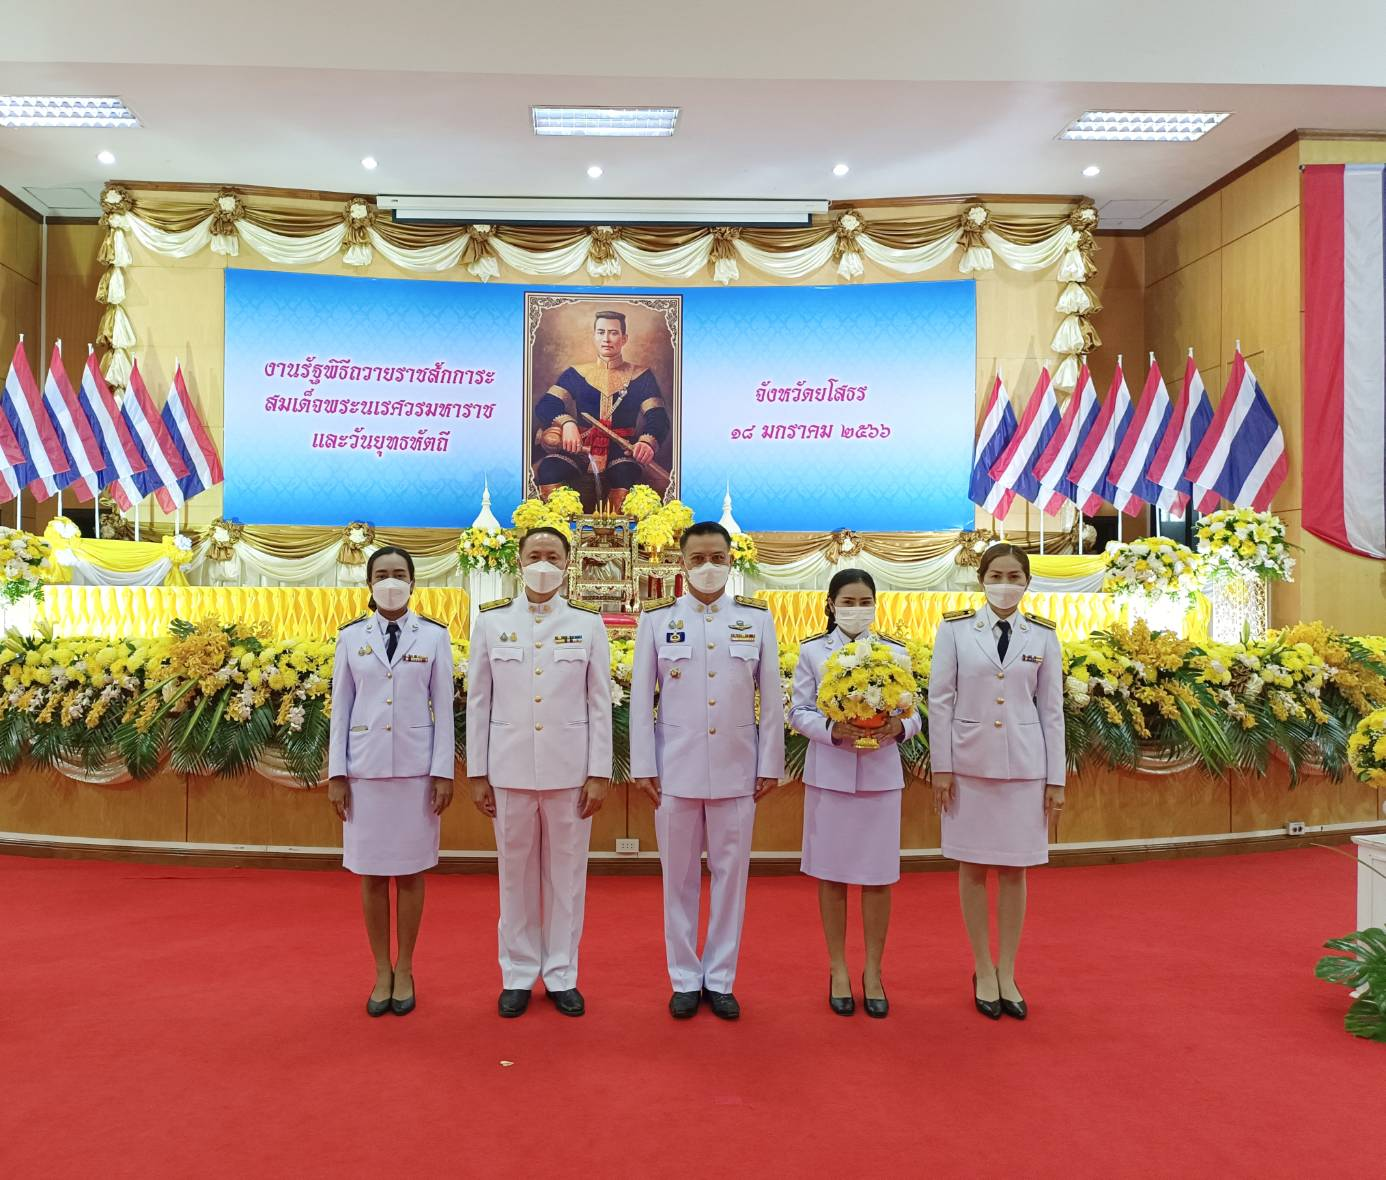 งานรัฐพิธีถวายราชสักการะ
สมเด็จพระนเรศวรมหาราช
และวันยุทธหัตถี
จังหวัดยโสธร
๑๘ มกราคม ๒๕๖๖